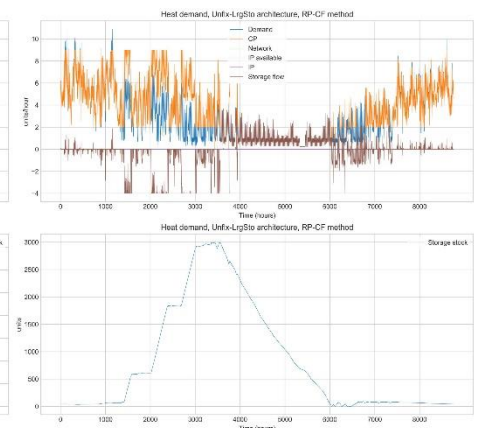 Heat demand, Unfix-LrgSto architecture, RP-CF method
Demand
CP
Network
IP available
IP
Storage flow
units/hour
10
8
6
4
2
0
−2
−4
0 1000 2000 3000 4000 5000 6000 7000 8000
Time (hours)
Heat demand, Unfix-LrgSto architecture, RP-CF method
Storage stock
units
3000
2500
2000
1500
1000
500
0
0 1000 2000 3000 4000 5000 6000 7000 8000
Time (hours)